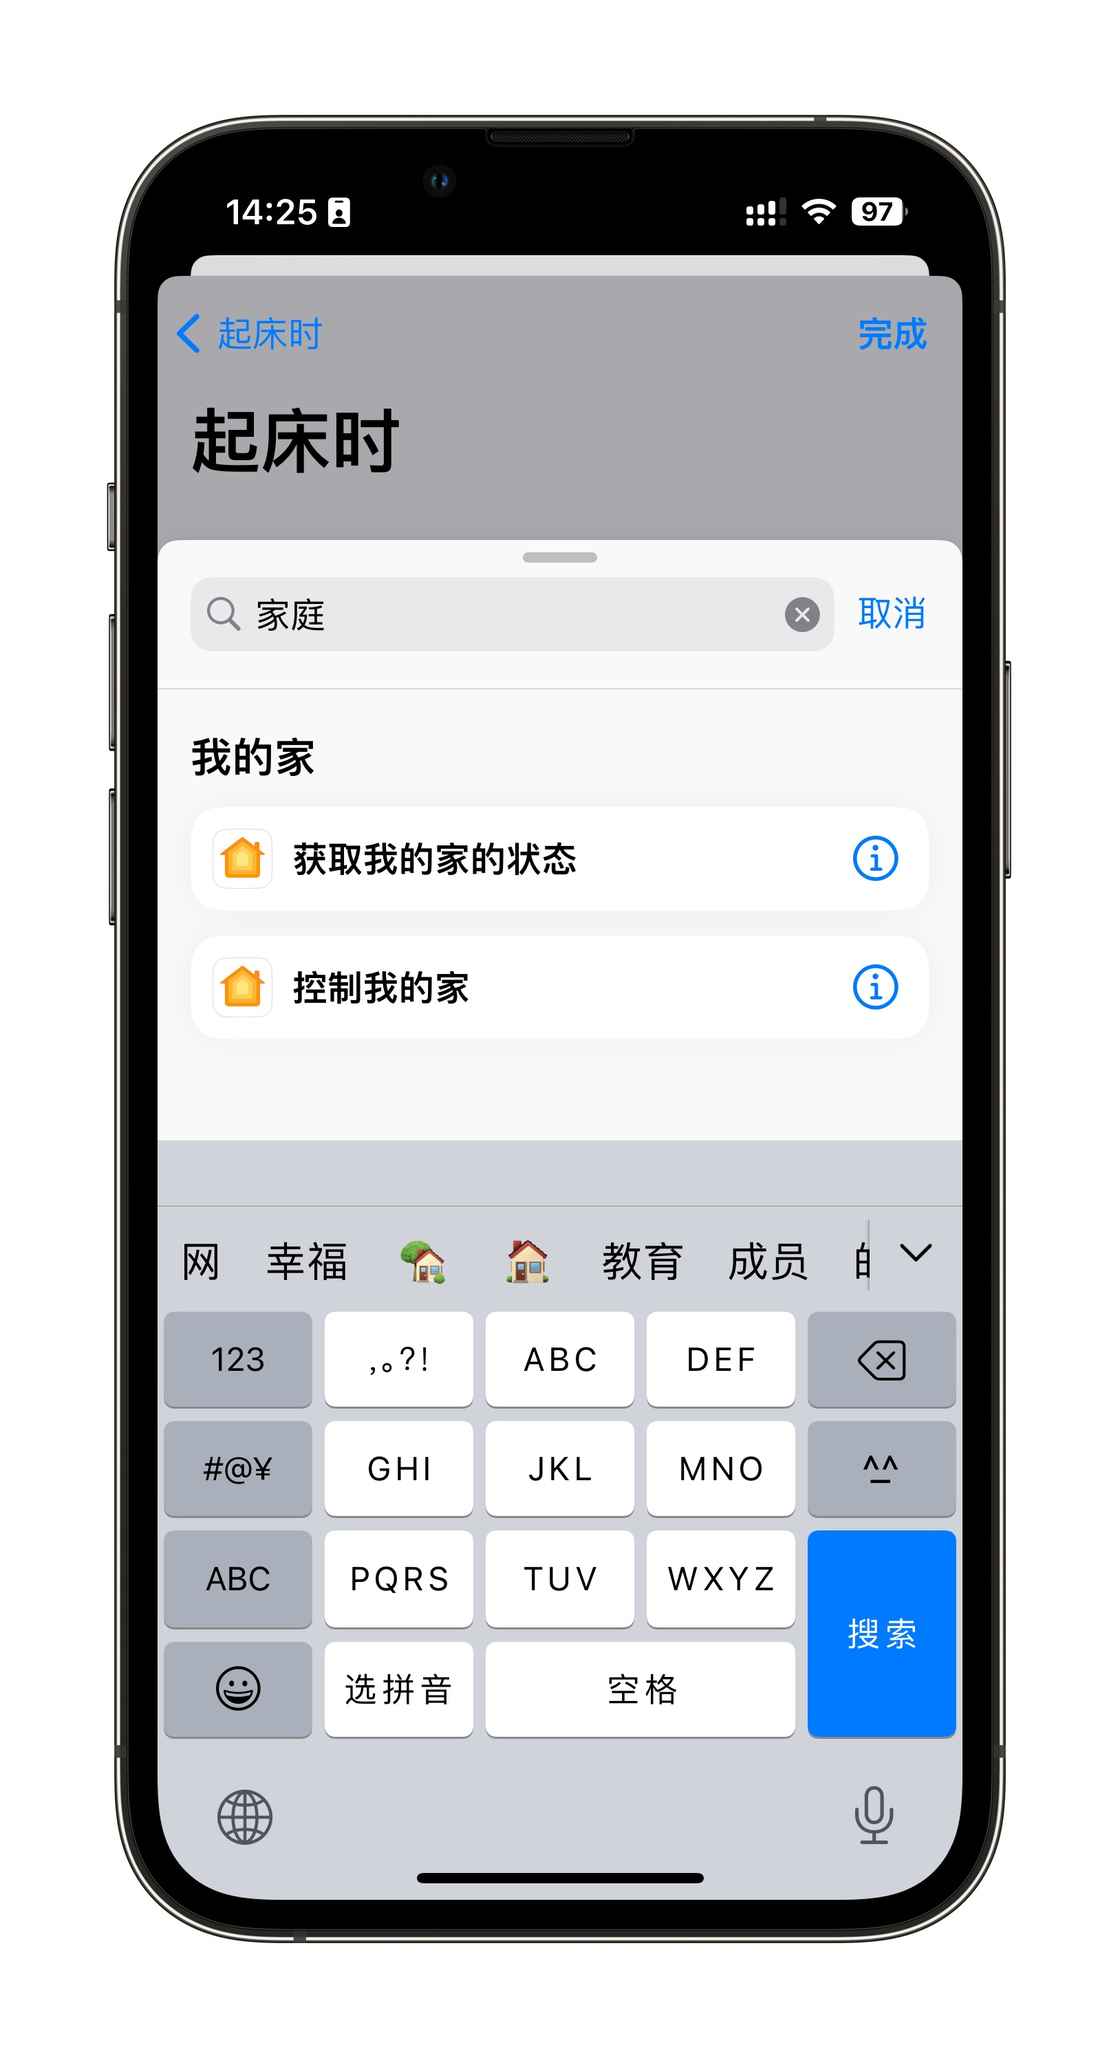 14:25
97
起床时
完成
起床时
家庭
取消
我的家
获取我的家的状态
控制我的家
网 幸福 教育 成员
123 ,。?! ABC DEF
#@¥ GHI JKL MNO ^^
ABC PQRS TUV WXYZ
搜索
选拼音 空格